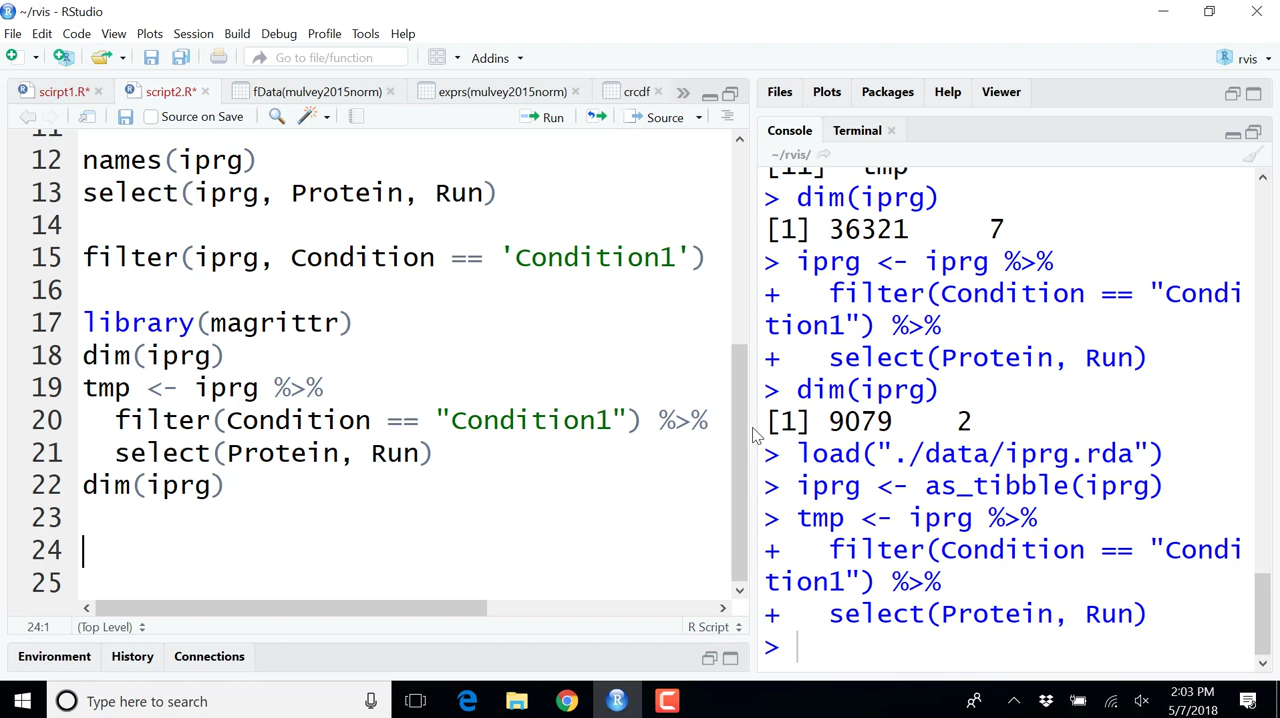 ~/rvis - RStudio
File Edit Code View Plots Session Build Debug Profile Tools Help
Go to file/function
Addins
rvis
scirpt1.R*
script2.R*
fData(mulvey2015norm)
exprs(mulvey2015norm)
crcdf
Source on Save
Run
Source
12 names(iprg)
13 select(iprg, Protein, Run)
14
15 filter(iprg, Condition == 'Condition1')
16
17 library(magrittr)
18 dim(iprg)
19 tmp <- iprg %>%
20 filter(Condition == "Condition1") %>%
21 select(Protein, Run)
22 dim(iprg)
23
24
25
24:1 (Top Level) R Script
Environment History Connections
Files Plots Packages Help Viewer
Console Terminal
~/rvis/
> dim(iprg)
[1] 36321 7
> iprg <- iprg %>%
+ filter(Condition == "Condi
tion1") %>%
+ select(Protein, Run)
> dim(iprg)
[1] 9079 2
> load("./data/iprg.rda")
> iprg <- as_tibble(iprg)
> tmp <- iprg %>%
+ filter(Condition == "Condi
tion1") %>%
+ select(Protein, Run)
>
Type here to search
2:03 PM
5/7/2018